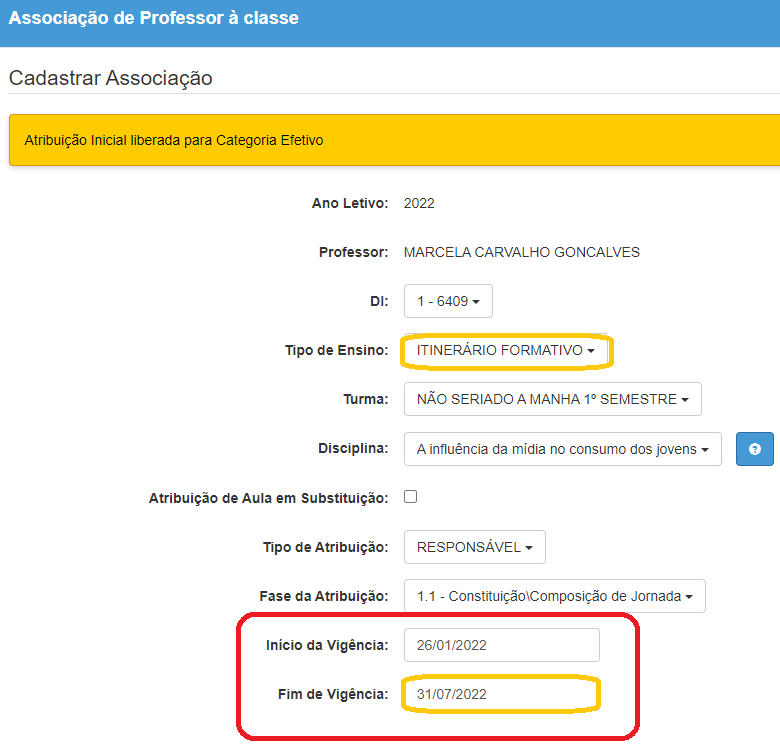 Associação de Professor à classe
Cadastrar Associação
Atribuição Inicial liberada para Categoria Efetivo
Ano Letivo: 2022
Professor: MARCELA CARVALHO GONCALVES
DI: 1 - 6409
Tipo de Ensino: ITINERÁRIO FORMATIVO
Turma: NÃO SERIADO A MANHA 1º SEMESTRE
Disciplina: A influência da mídia no consumo dos jovens ?
Atribuição de Aula em Substituição:
Tipo de Atribuição: RESPONSÁVEL
Fase da Atribuição: 1.1 - Constituição\Composição de Jornada
Início da Vigência: 26/01/2022
Fim de Vigência: 31/07/2022